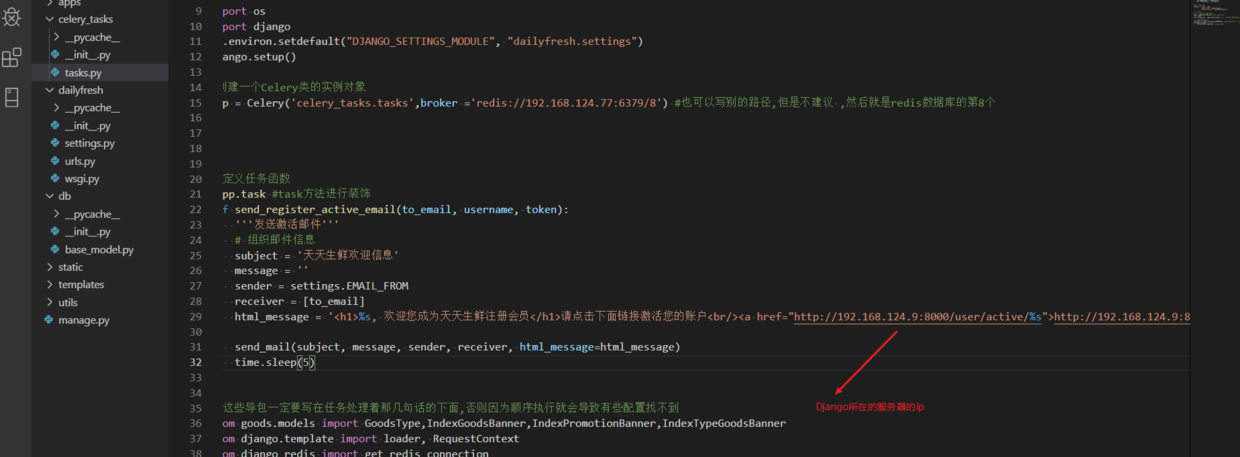 apps
celery_tasks
__pycache__
__init__.py
tasks.py
dailyfresh
__pycache__
__init__.py
settings.py
urls.py
wsgi.py
db
__pycache__
__init__.py
base_model.py
static
templates
utils
manage.py
9 port os
10 port django
11 .environ.setdefault("DJANGO_SETTINGS_MODULE", "dailyfresh.settings")
12 ango.setup()
13
14 建一个Celery类的实例对象
15 p = Celery('celery_tasks.tasks',broker ='redis://192.168.124.77:6379/8') #也可以写别的路径,但是不建议 ,然后就是redis数据库的第8个
16
17
18
19
20 定义任务函数
21 pp.task #task方法进行装饰
22 f send_register_active_email(to_email, username, token):
23 '''发送激活邮件'''
24 # 组织邮件信息
25 subject = '天天生鲜欢迎信息'
26 message = ''
27 sender = settings.EMAIL_FROM
28 receiver = [to_email]
29 html_message = '<h1>%s, 欢迎您成为天天生鲜注册会员</h1>请点击下面链接激活您的账户<br/><a href="http://192.168.124.9:8000/user/active/%s">http://192.168.124.9:8
30
31 send_mail(subject, message, sender, receiver, html_message=html_message)
32 time.sleep(5)
33
34
35 这些导包一定要写在任务处理着那几句话的下面,否则因为顺序执行就会导致有些配置找不到
Django所在的服务器的ip
36 om goods.models import GoodsType,IndexGoodsBanner,IndexPromotionBanner,IndexTypeGoodsBanner
37 om django.template import loader, RequestContext
38 om django_redis import get_redis_connection